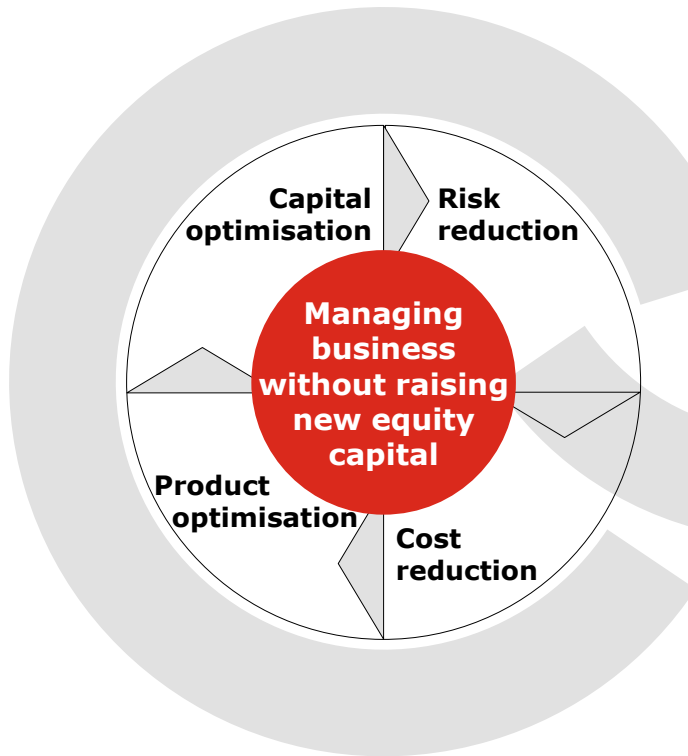 Capital
optimisation
Risk
reduction
Managing
business
without raising
new equity
capital
Product
optimisation
Cost
reduction